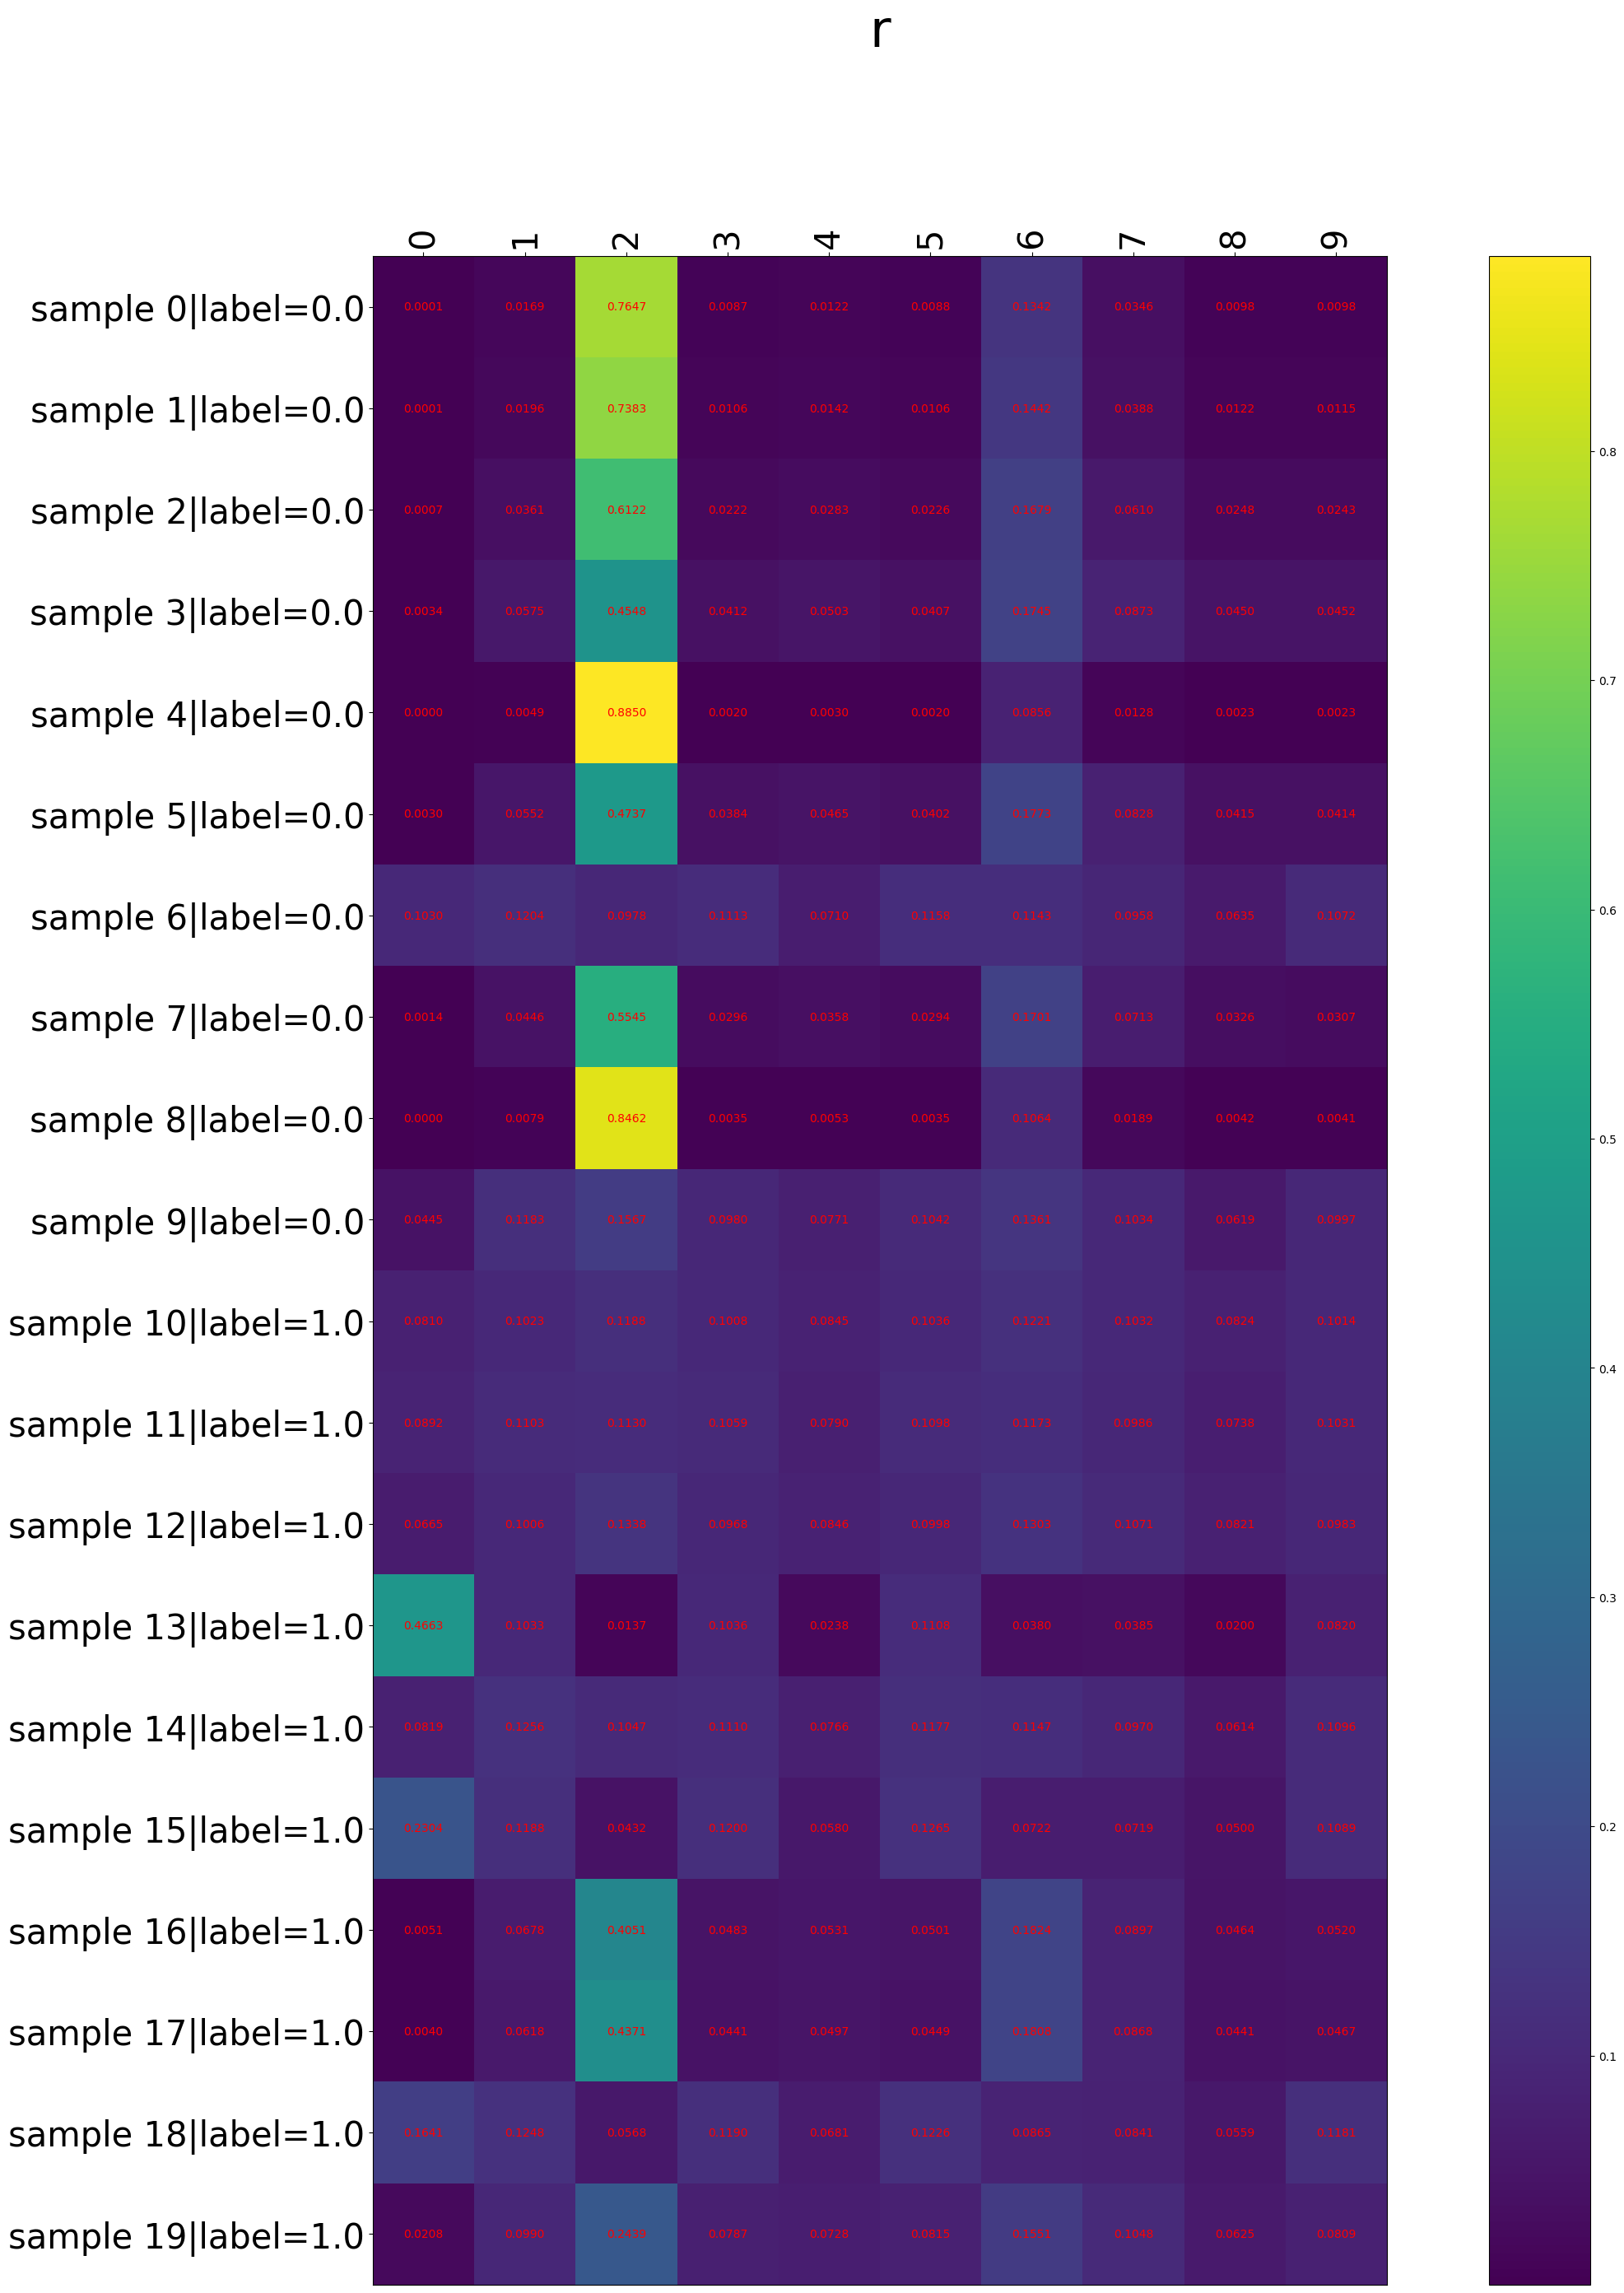 r
0 1 2 3 4 5 6 7 8 9
sample 0|label=0.0 0.0001 0.0169 0.7647 0.0087 0.0122 0.0088 0.1342 0.0346 0.0098 0.0098
sample 1|label=0.0 0.0001 0.0196 0.7383 0.0106 0.0142 0.0106 0.1442 0.0388 0.0122 0.0115
sample 2|label=0.0 0.0007 0.0361 0.6122 0.0222 0.0283 0.0226 0.0610 0.0248 0.0243
sample 3|label=0.0 0.0034 0.0575 0.4548 0.0412 0.0503 0.0407 0.0873 0.0450 0.0452
sample 4|label=0.0 0.0000 0.0049 0.8850 0.0020 0.0030 0.0020 0.0856 0.0128 0.0023 0.0023
sample 5|label=0.0 0.0030 0.0552 0.4737 0.0384 0.0465 0.0402 0.0828 0.0415 0.0414
sample 6|label=0.0 0.1030 0.1204 0.0978 0.1113 0.0710 0.1158 0.1143 0.0958 0.0635 0.1072
sample 7|label=0.0 0.0014 0.0446 0.5545 0.0296 0.0358 0.0294 0.0713 0.0326 0.0307
sample 8|label=0.0 0.0000 0.0079 0.8462 0.0035 0.0053 0.0035 0.1064 0.0189 0.0042 0.0041
sample 9|label=0.0 0.0445 0.1183 0.0980 0.0771 0.1042 0.1361 0.1034 0.0619 0.0997
sample 10|label=1.0 0.0810 0.1023 0.1188 0.1008 0.0845 0.1036 0.1221 0.1032 0.0824 0.1014
sample 11|label=1.0 0.0892 0.1103 0.1130 0.1059 0.0790 0.1098 0.1173 0.0986 0.0738 0.1031
sample 12|label=1.0 0.0665 0.1006 0.1338 0.0968 0.0846 0.0998 0.1303 0.1071 0.0821 0.0983
sample 13|label=1.0 0.4663 0.1033 0.0137 0.1036 0.0238 0.1108 0.0380 0.0385 0.0200 0.0820
sample 14|label=1.0 0.0819 0.1256 0.1047 0.1110 0.0766 0.1177 0.1147 0.0970 0.0614 0.1096
sample 15|label=1.0 0.1188 0.0432 0.1200 0.0580 0.1265 0.0722 0.0719 0.0500 0.1089
sample 16|label=1.0 0.0051 0.0678 0.4051 0.0483 0.0531 0.0501 0.0897 0.0464 0.0520
sample 17|label=1.0 0.0040 0.0618 0.4371 0.0441 0.0497 0.0449 0.0868 0.0441 0.0467
sample 18|label=1.0 0.1248 0.0568 0.1190 0.0681 0.1226 0.0865 0.0841 0.0559 0.1181
sample 19|label=1.0 0.0208 0.0990 0.0787 0.0728 0.0815 0.1551 0.1048 0.0625 0.0809
0.8
0.7
0.6
0.5
0.4
0.3
0.2
0.1